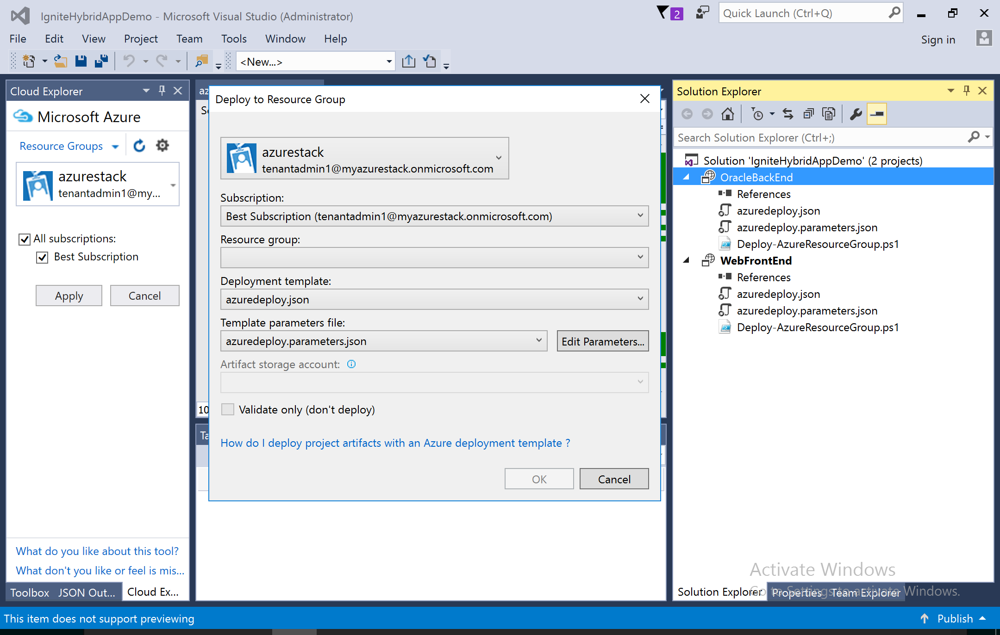 IgniteHybridAppDemo - Microsoft Visual Studio (Administrator)
2
Quick Launch (Ctrl+Q)
File Edit View Project Team Tools Window Help
Sign in
<New...>
Cloud Explorer
Microsoft Azure
Resource Groups
azurestack
tenantadmin1@my...
All subscriptions:
Best Subscription
Apply
Cancel
What do you like about this tool?
What don't you like or feel is mis...
Toolbox
JSON Out...
Cloud Ex...
az
10
Deploy to Resource Group
azurestack
tenantadmin1@myazurestack.onmicrosoft.com
Subscription:
Best Subscription (tenantadmin1@myazurestack.onmicrosoft.com)
Resource group:
Deployment template:
azuredeploy.json
Template parameters file:
azuredeploy.parameters.json
Edit Parameters...
Artifact storage account:
Validate only (don't deploy)
How do I deploy project artifacts with an Azure deployment template ?
OK
Cancel
Solution Explorer
Search Solution Explorer (Ctrl+;)
Solution 'IgniteHybridAppDemo' (2 projects)
OracleBackEnd
References
azuredeploy.json
azuredeploy.parameters.json
Deploy-AzureResourceGroup.ps1
WebFrontEnd
References
azuredeploy.json
azuredeploy.parameters.json
Deploy-AzureResourceGroup.ps1
Activate Windows
Go to Settings to activate Windows.
Solution Explorer
Properties
Team Explorer
This item does not support previewing
Publish